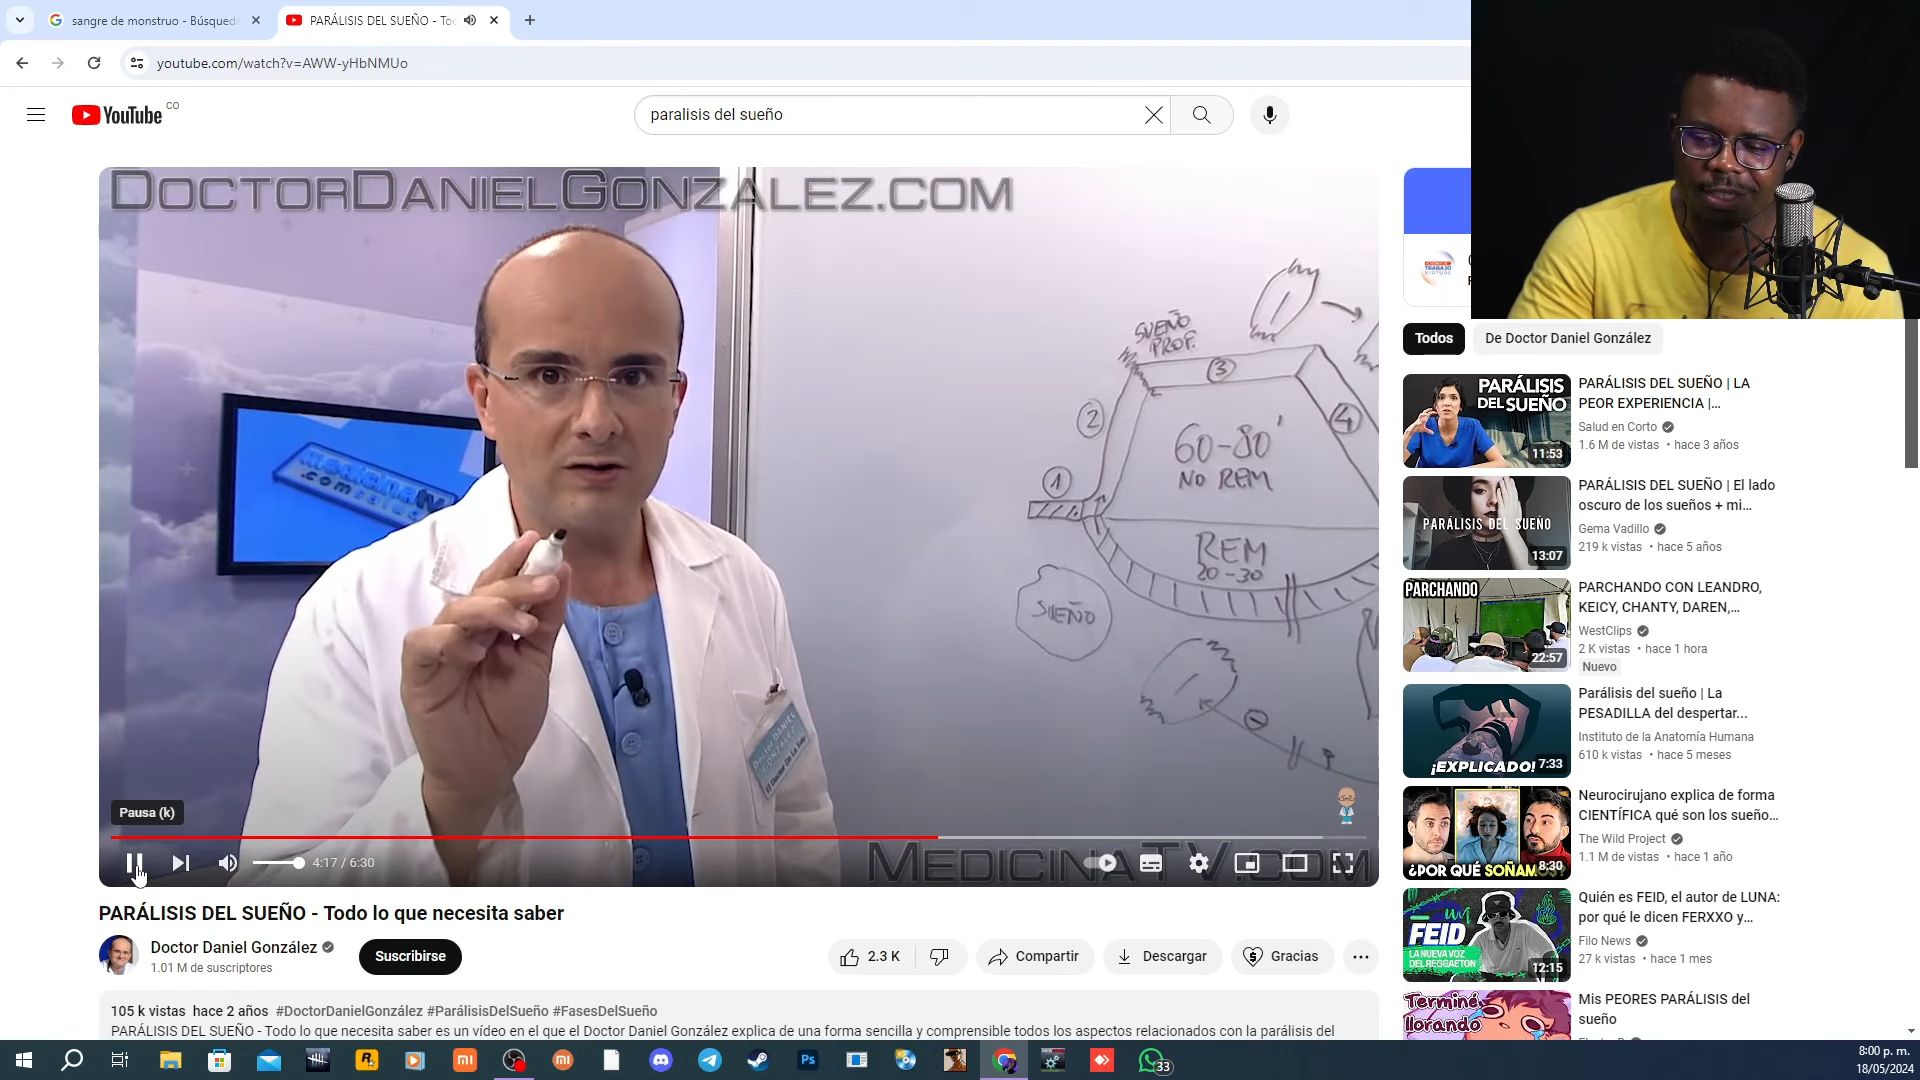 sangre de monstruo - Búsqued
PARÁLISIS DEL SUEÑO - Too
youtube.com/watch?v=AWW-yHbNMUo
YouTube CO
paralisis del sueño
DOCTORDANIELGONZALEZ.COM
SUEÑO
PROF.
3
2
4
60-80'
NO REM
1
REM
20-30
SUEÑO
medicinatv
.com
Doctor DANIEL
GONZALEZ
MEDICINATV.COM
Pausa (k)
4:17 / 6:30
PARÁLISIS DEL SUEÑO - Todo lo que necesita saber
Doctor Daniel González
1.01 M de suscriptores
Suscribirse
2.3 K
Compartir
Descargar
Gracias
105 k vistas hace 2 años #DoctorDanielGonzález #ParálisisDelSueño #FasesDelSueño
PARÁLISIS DEL SUEÑO - Todo lo que necesita saber es un vídeo en el que el Doctor Daniel González explica de una forma sencilla y comprensible todos los aspectos relacionados con la parálisis del
TRABAJO
VIRTUAL
Todos
De Doctor Daniel González
PARÁLISIS
DEL SUEÑO
11:53
PARÁLISIS DEL SUEÑO | LA
PEOR EXPERIENCIA |...
Salud en Corto
1.6 M de vistas • hace 3 años
PARÁLISIS DEL SUEÑO
13:07
PARÁLISIS DEL SUEÑO | El lado
oscuro de los sueños + mi...
Gema Vadillo
219 k vistas • hace 5 años
PARCHANDO
22:57
PARCHANDO CON LEANDRO,
KEICY, CHANTY, DAREN,...
WestClips
2 K vistas • hace 1 hora
Nuevo
¡EXPLICADO!
7:33
Parálisis del sueño | La
PESADILLA del despertar...
Instituto de la Anatomía Humana
610 k vistas • hace 5 meses
¿POR QUÉ SOÑAMOS?
8:30
Neurocirujano explica de forma
CIENTÍFICA qué son los sueño...
The Wild Project
1.1 M de vistas • hace 1 año
un
FEID
LA NUEVA VOZ
DEL REGGAETON
12:15
Quién es FEID, el autor de LUNA:
por qué le dicen FERXXO y...
Filo News
27 k vistas • hace 1 mes
Terminé
llorando
Mis PEORES PARÁLISIS del
sueño
33
8:00 p. m.
18/05/2024